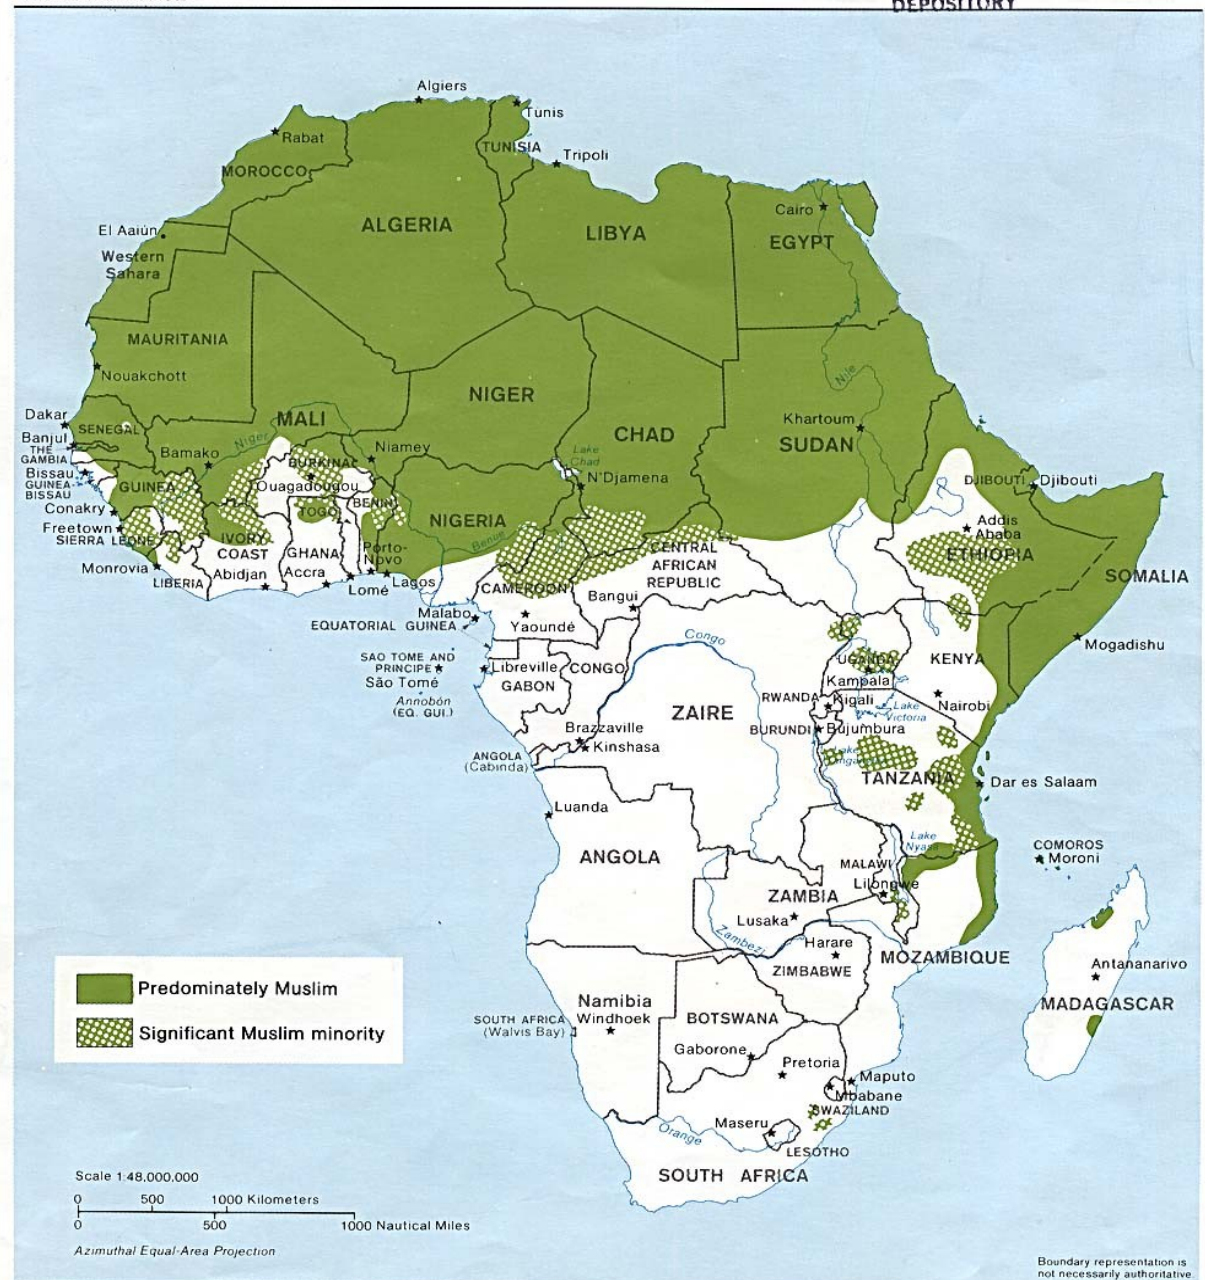 DEPOSITORY
Algiers
Tunis
Rabat
TUNISIA
Tripoli
MOROCCO
Cairo
El Aaiún
ALGERIA
LIBYA
EGYPT
Western
Sahara
MAURITANIA
Nouakchott
NIGER
Nile
Dakar
SENEGAL
MALI
Khartoum
Banjul
THE
GAMBIA
Bamako
Niger
Niamey
CHAD
SUDAN
Lake
Chad
Bissau
GUINEA-
BISSAU
GUINEA
BURKINA
Ouagadougou
N'Djamena
DJIBOUTI
Djibouti
Conakry
BENIN
TOGO
NIGERIA
Freetown
SIERRA LEONE
IVORY
COAST
GHANA
Porto-
Novo
Benue
Addis
Ababa
ETHIOPIA
CENTRAL
AFRICAN
REPUBLIC
Monrovia
LIBERIA
Abidjan
Accra
Lomé
Lagos
CAMEROON
SOMALIA
Malabo
EQUATORIAL GUINEA
Yaoundé
Bangui
Congo
Mogadishu
SAO TOME AND
PRINCIPE
São Tomé
Libreville
GABON
CONGO
UGANDA
Kampala
KENYA
Annobón
(EQ. GUI.)
ZAIRE
RWANDA
Kigali
Lake
Victoria
Nairobi
Brazzaville
Kinshasa
BURUNDI
Bujumbura
ANGOLA
(Cabinda)
Lake
TANZANIA
Dar es Salaam
Luanda
Lake
Nyasa
COMOROS
Moroni
ANGOLA
MALAWI
Lilongwe
ZAMBIA
Lusaka
Zambezi
Harare
ZIMBABWE
MOZAMBIQUE
Antananarivo
MADAGASCAR
Predominately Muslim
Significant Muslim minority
Namibia
Windhoek
SOUTH AFRICA
(Walvis Bay)
BOTSWANA
Gaborone
Pretoria
Maputo
Mbabane
SWAZILAND
Maseru
Orange
LESOTHO
SOUTH AFRICA
Scale 1:48,000,000
0 500 1000 Kilometers
0 500 1000 Nautical Miles
Azimuthal Equal-Area Projection
Boundary representation is
not necessarily authoritative.